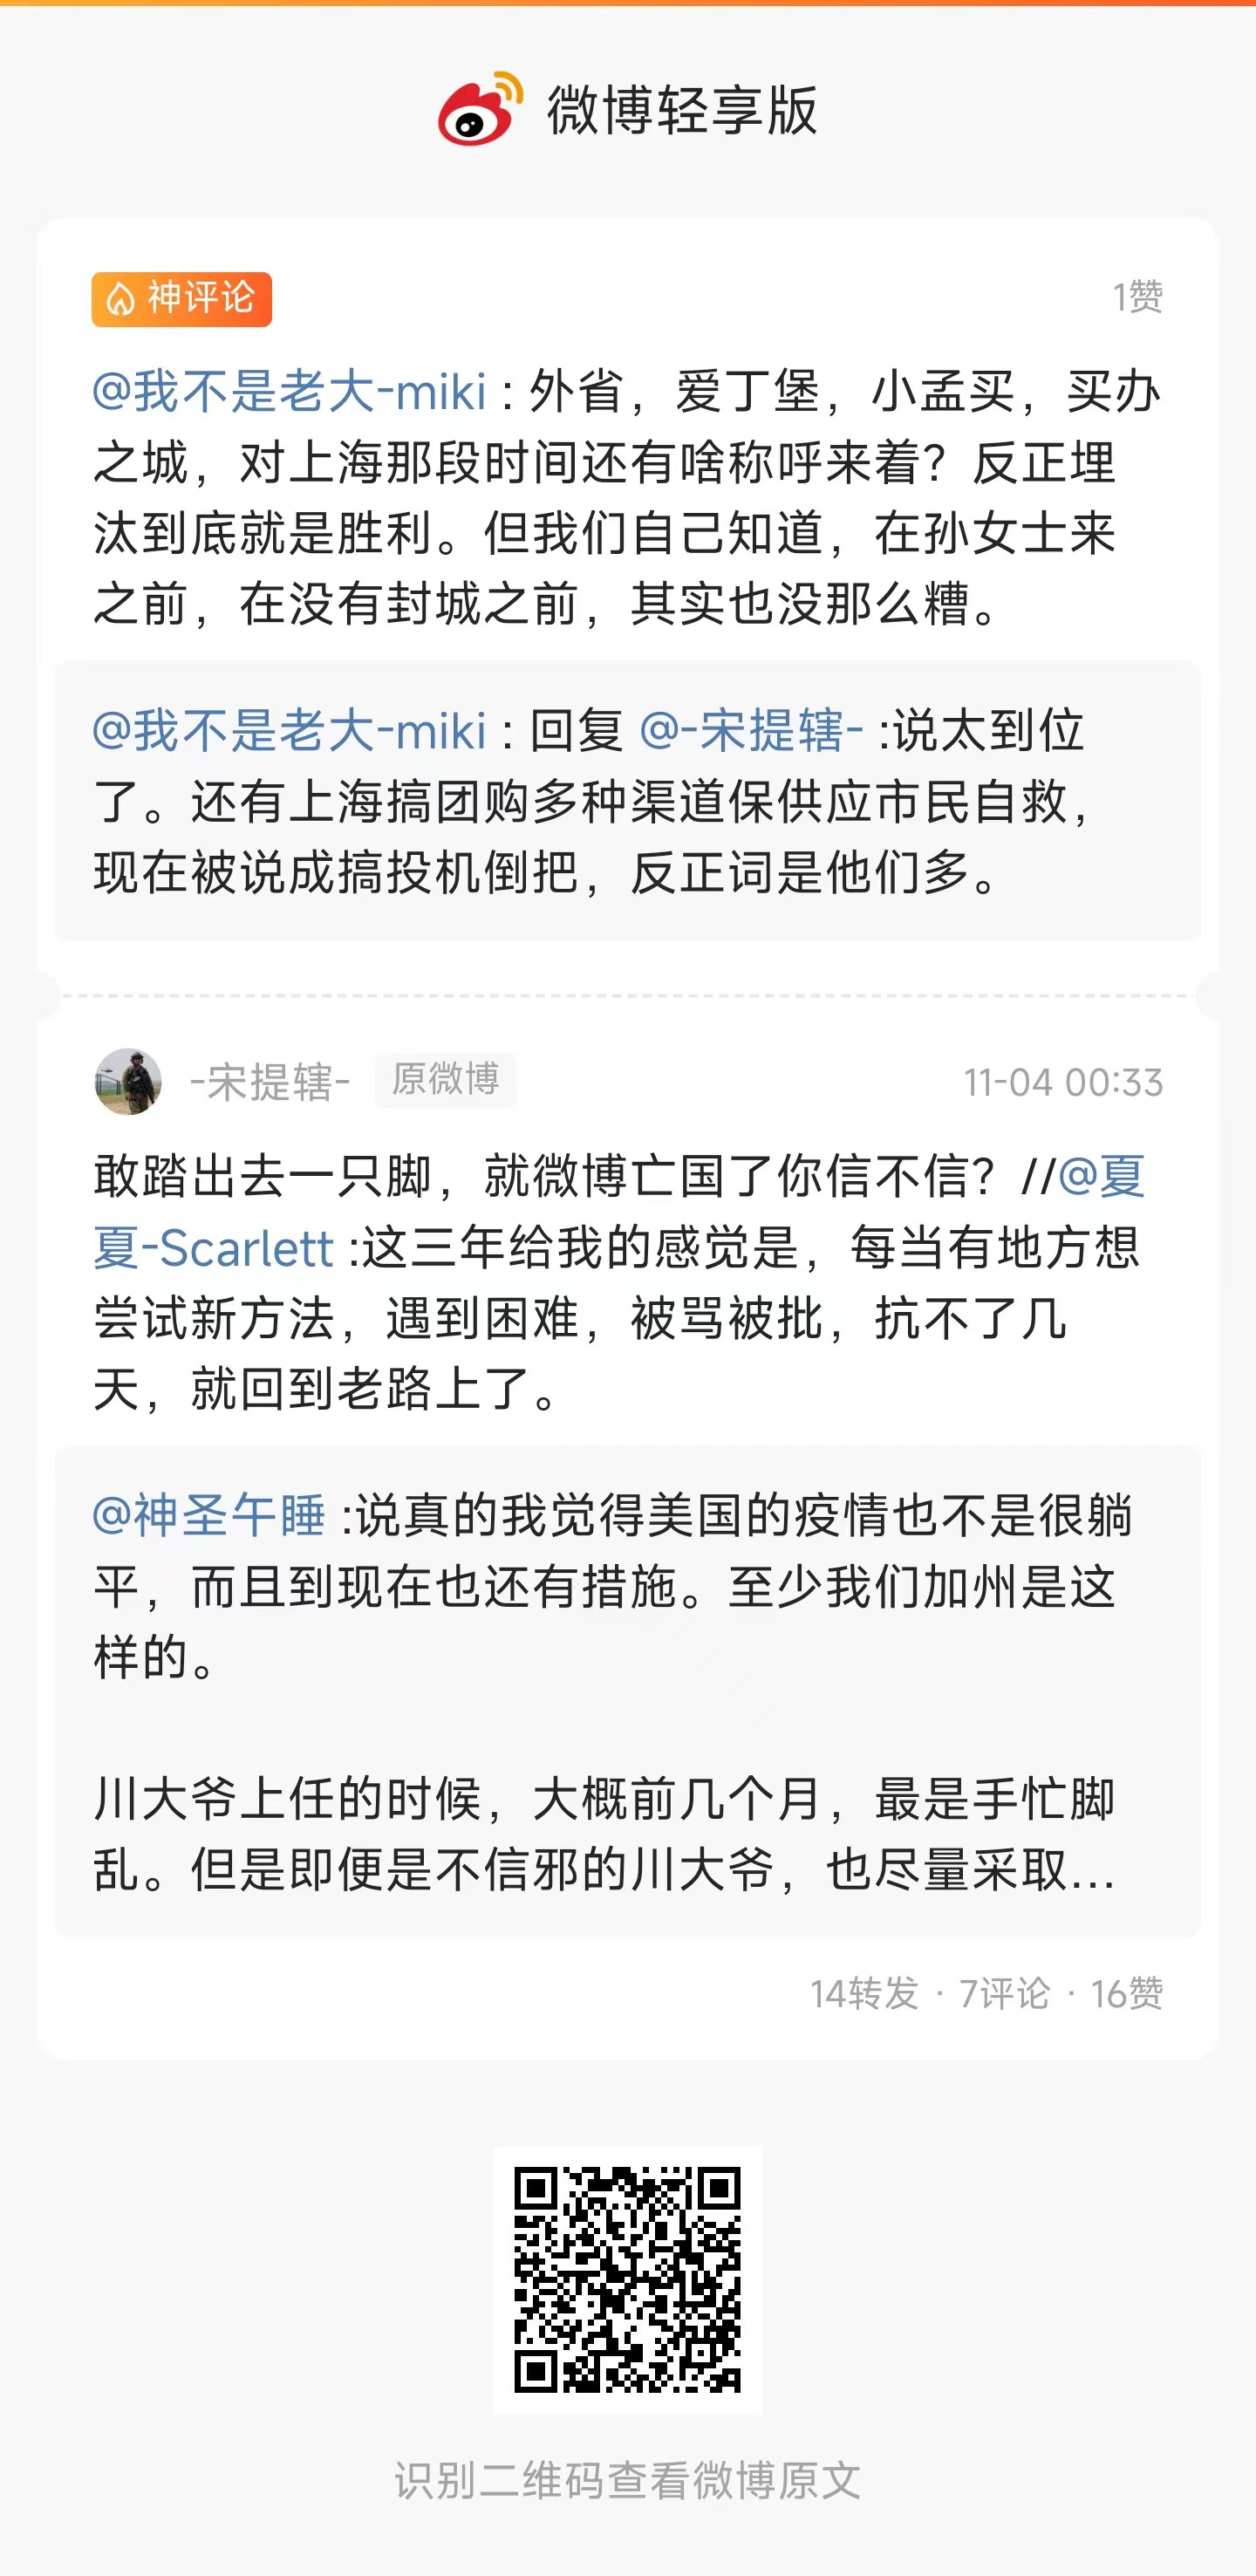 微博轻享版
神评论
1赞
@我不是老大-miki：外省，爱丁堡，小孟买，买办
之城，对上海那段时间还有啥称呼来着？反正埋
汰到底就是胜利。但我们自己知道，在孙女士来
之前，在没有封城之前，其实也没那么糟。
@我不是老大-miki：回复 @-宋提辖- :说太到位
了。还有上海搞团购多种渠道保供应市民自救，
现在被说成搞投机倒把，反正词是他们多。
-宋提辖- 原微博 11-04 00:33
敢踏出去一只脚，就微博亡国了你信不信？//@夏
夏-Scarlett :这三年给我的感觉是，每当有地方想
尝试新方法，遇到困难，被骂被批，抗不了几
天，就回到老路上了。
@神圣午睡 :说真的我觉得美国的疫情也不是很躺
平，而且到现在也还有措施。至少我们加州是这
样的。
川大爷上任的时候，大概前几个月，最是手忙脚
乱。但是即便是不信邪的川大爷，也尽量采取...
14转发 · 7评论 · 16赞
识别二维码查看微博原文